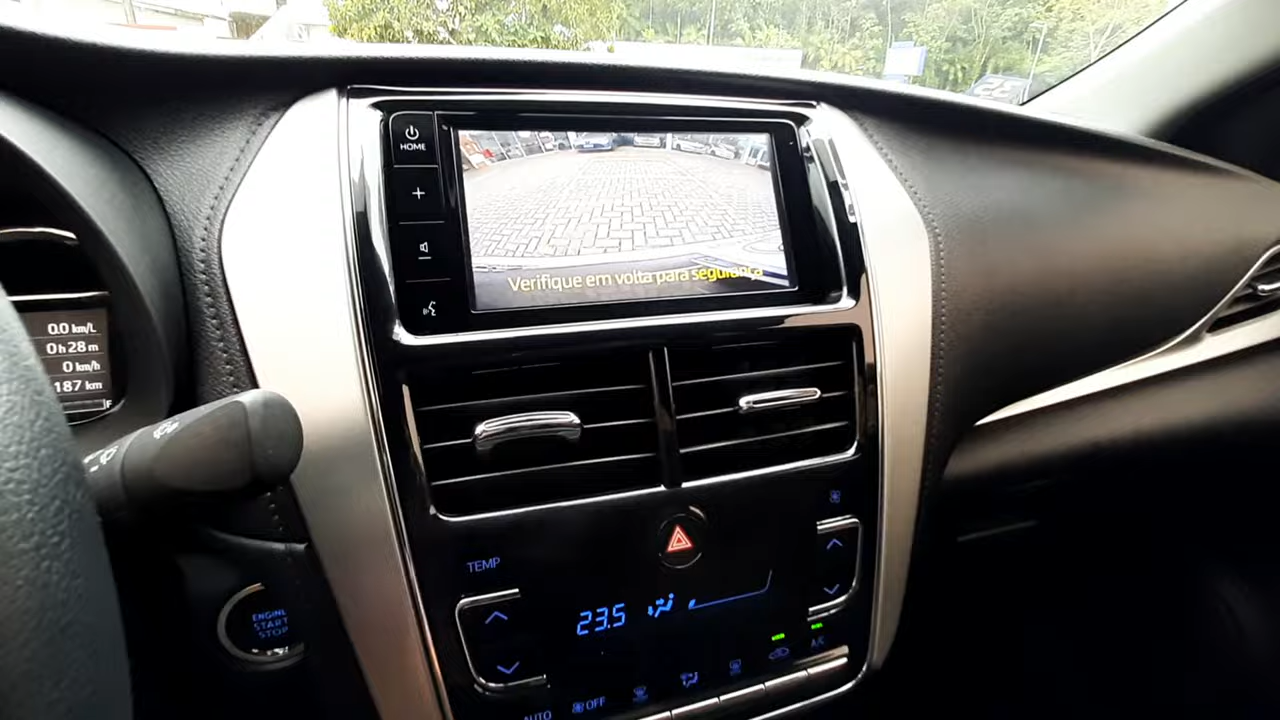 HOME
+
Verifique em volta para segurança
0.0 km/L
0h28m
0 km/h
187 km
F
TEMP
23.5
ENGINE
START
STOP
A/C
AUTO
OFF